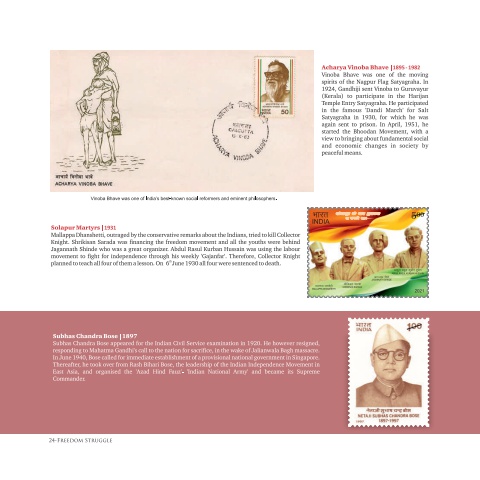 Acharya Vinoba Bhave | 1895 - 1982
Vinoba Bhave was one of the moving
spirits of the Nagpur Flag Satyagraha. In
1924, Gandhiji sent Vinoba to Guruvayur
(Kerala) to participate in the Harijan
Temple Entry Satyagraha. He participated
in the famous 'Dandi March' for Salt
Satyagraha in 1930, for which he was
again sent to prison. In April, 1951, he
started the Bhoodan Movement, with a
view to bringing about fundamental social
and economic changes in society by
peaceful means.
50
CALCUTTA
ACHARYA VINOBA BHAVE
आचार्य विनोबा भावे
ACHARYA VINOBA BHAVE
Vinoba Bhave was one of India's best-known social reformers and eminent philosophers.
Solapur Martyrs | 1931
Mallappa Dhanshetti, outraged by the conservative remarks about the Indians, tried to kill Collector
Knight. Shrikisan Sarada was financing the freedom movement and all the youths were behind
Jagannath Shinde who was a great organizer. Abdul Rasul Kurban Hussain was using the labour
movement to fight for independence through his weekly 'Gajanfar'. Therefore, Collector Knight
planned to teach all four of them a lesson. On 6th June 1930 all four were sentenced to death.
भारत
INDIA
500
2021
Subhas Chandra Bose | 1897
Subhas Chandra Bose appeared for the Indian Civil Service examination in 1920. He however resigned,
responding to Mahatma Gandhi's call to the nation for sacrifice, in the wake of Jalianwala Bagh massacre.
In June 1940, Bose called for immediate establishment of a provisional national government in Singapore.
Thereafter, he took over from Rash Bihari Bose, the leadership of the Indian Independence Movement in
East Asia, and organised the Azad Hind Fauz - 'Indian National Army' and became its Supreme
Commander.
भारत
INDIA
100
नेताजी सुभाष चन्द्र बोस
NETAJI SUBHAS CHANDRA BOSE
1997
1897-1997
24-Freedom Struggle